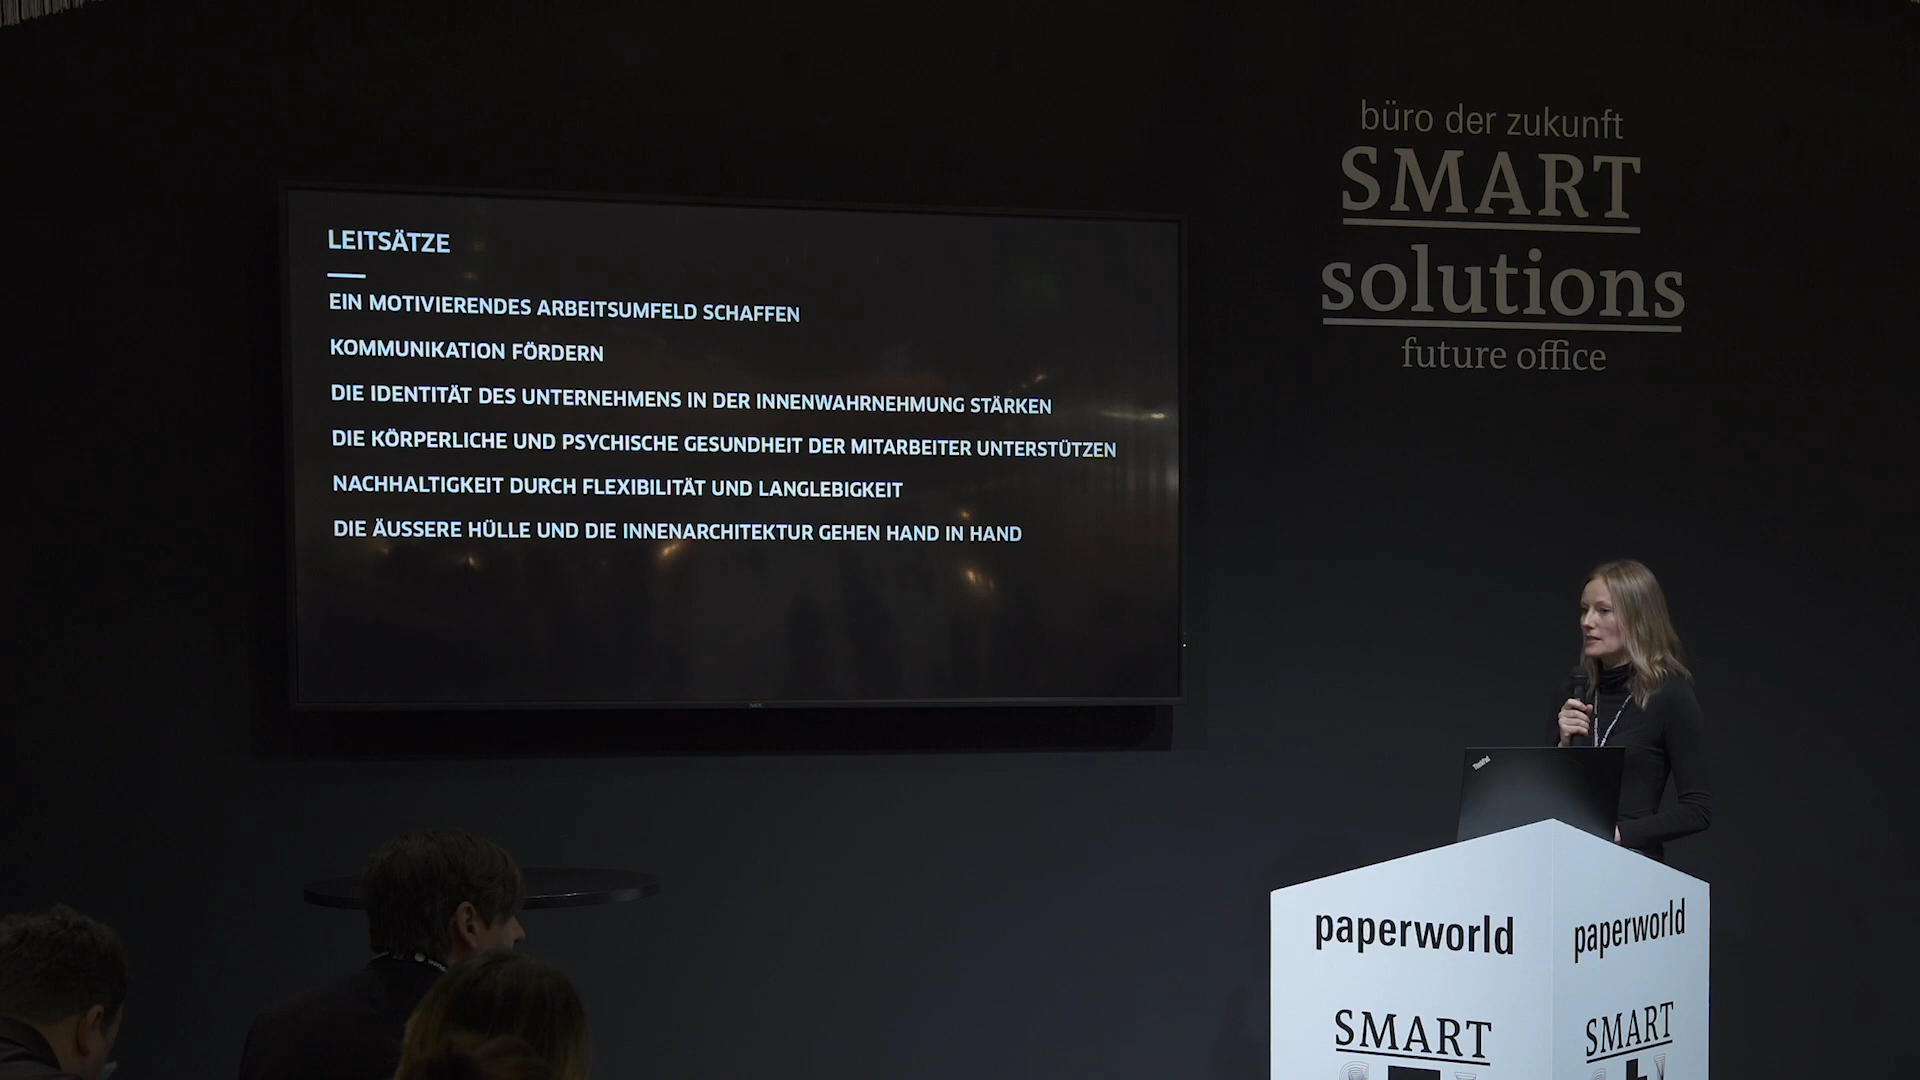 büro der zukunft
SMART
solutions
future office
LEITSÄTZE
EIN MOTIVIERENDES ARBEITSUMFELD SCHAFFEN
KOMMUNIKATION FÖRDERN
DIE IDENTITÄT DES UNTERNEHMENS IN DER INNENWAHRNEHMUNG STÄRKEN
DIE KÖRPERLICHE UND PSYCHISCHE GESUNDHEIT DER MITARBEITER UNTERSTÜTZEN
NACHHALTIGKEIT DURCH FLEXIBILITÄT UND LANGLEBIGKEIT
DIE ÄUSSERE HÜLLE UND DIE INNENARCHITEKTUR GEHEN HAND IN HAND
NEC
ThinkPad
paperworld
paperworld
SMART
SMART